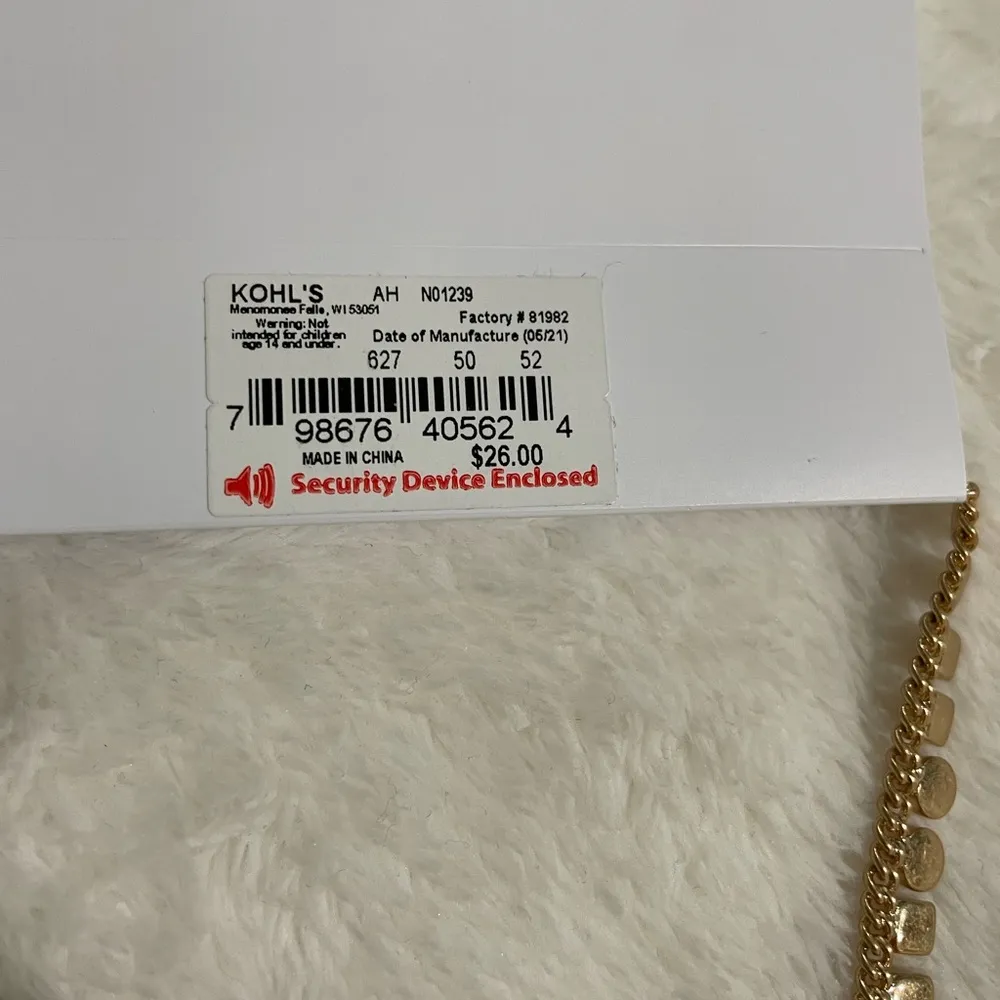 KOHL'S AH N01239
Menomonee Falls, WI 53051
Factory # 81982
Warning: Not
intended for children
age 14 and under.
Date of Manufacture (05/21)
627 50 52
7 98676 40562 4
MADE IN CHINA $26.00
Security Device Enclosed